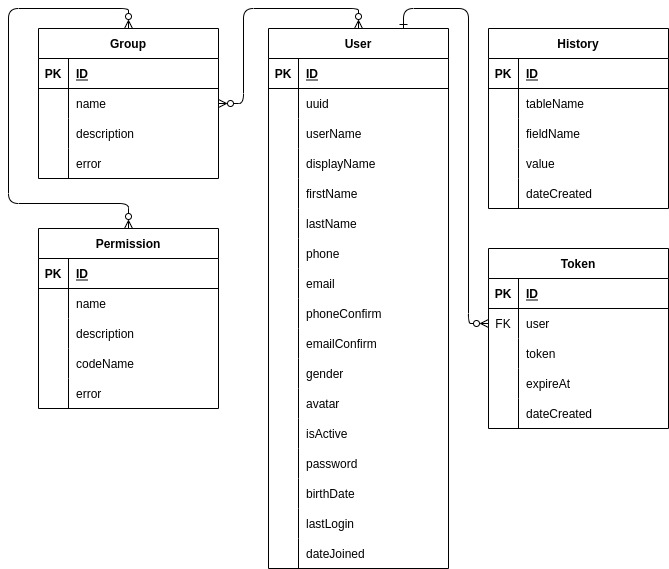 Group
PK ID
name
description
error
Permission
PK ID
name
description
codeName
error
User
PK ID
uuid
userName
displayName
firstName
lastName
phone
email
phoneConfirm
emailConfirm
gender
avatar
isActive
password
birthDate
lastLogin
dateJoined
History
PK ID
tableName
fieldName
value
dateCreated
Token
PK ID
FK user
token
expireAt
dateCreated